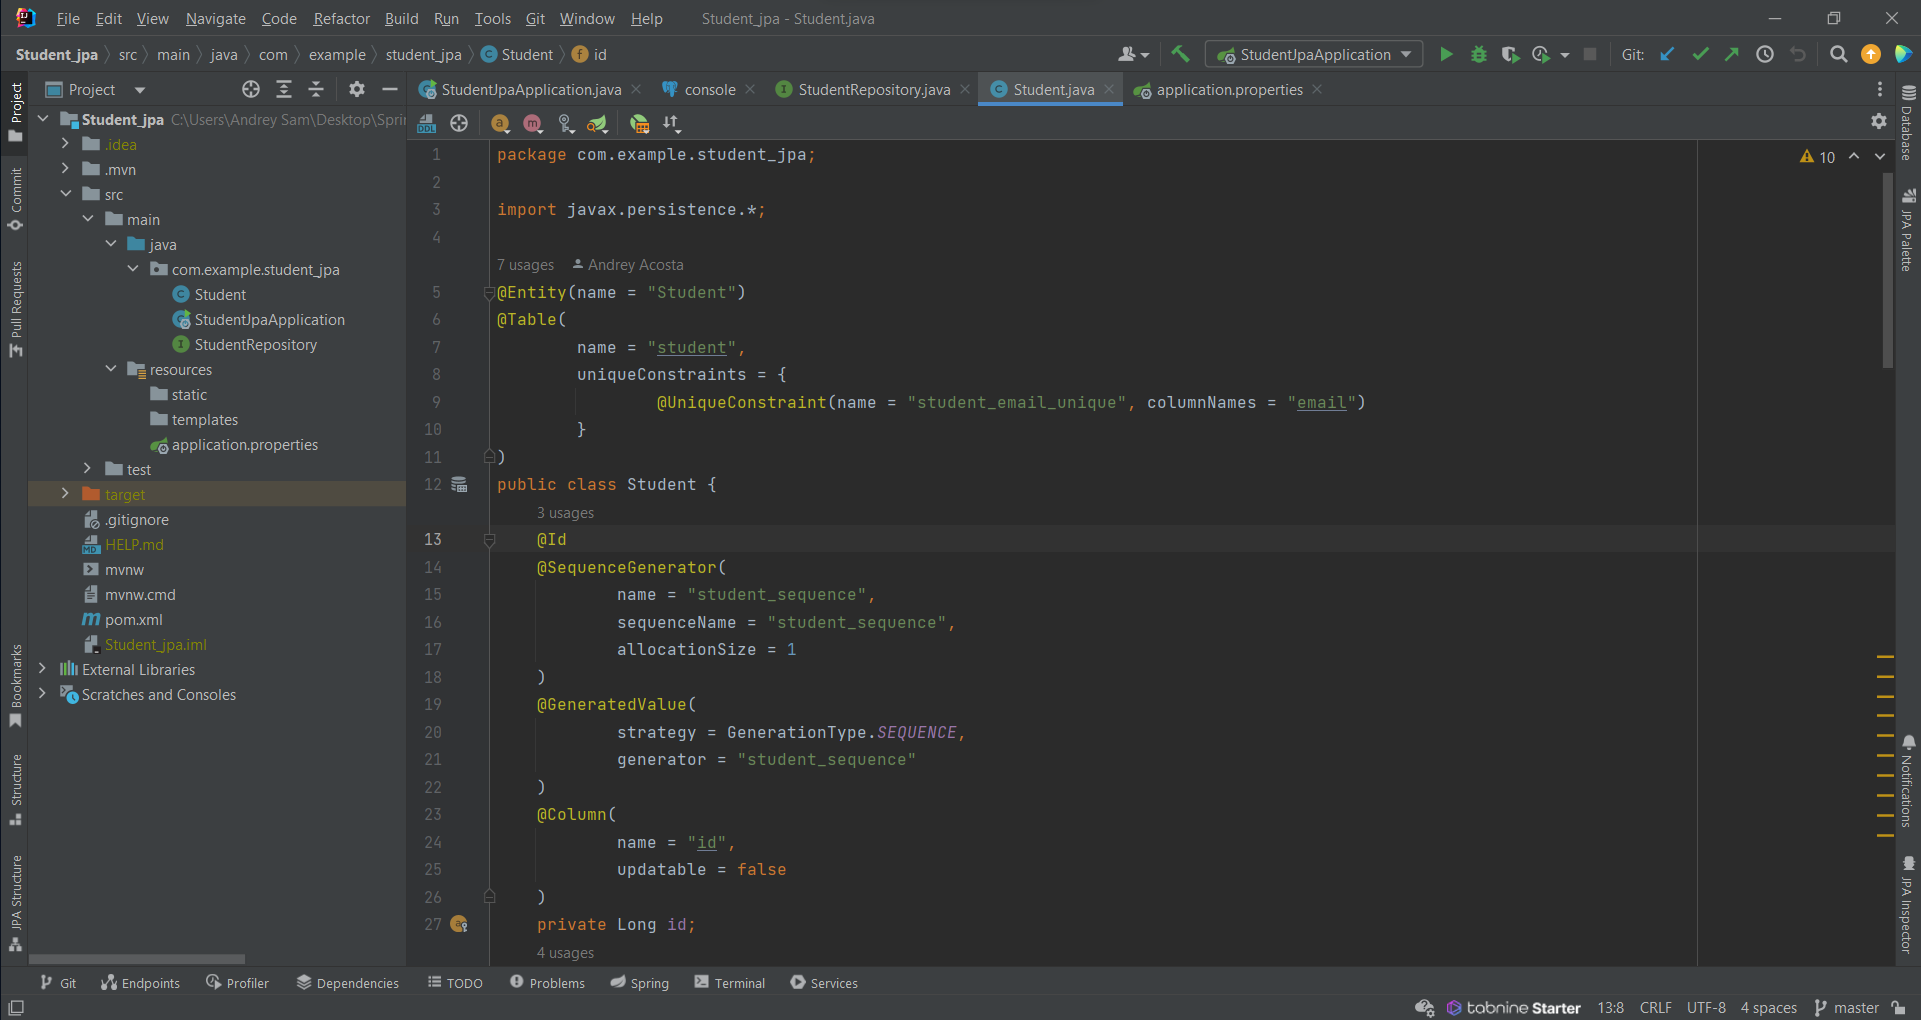 File Edit View Navigate Code Refactor Build Run Tools Git Window Help Student_jpa - Student.java
Student_jpa src main java com example student_jpa Student id
StudentJpaApplication Git:
Project
StudentJpaApplication.java console StudentRepository.java Student.java application.properties
Student_jpa C:\Users\Andrey Sam\Desktop\Spri
.idea
.mvn
src
main
java
com.example.student_jpa
Student
StudentJpaApplication
StudentRepository
resources
static
templates
application.properties
test
target
.gitignore
HELP.md
mvnw
mvnw.cmd
pom.xml
Student_jpa.iml
External Libraries
Scratches and Consoles
Project
Commit
Pull Requests
Bookmarks
Structure
JPA Structure
DDL
10
1 package com.example.student_jpa;
2
3 import javax.persistence.*;
4
7 usages Andrey Acosta
5 @Entity(name = "Student")
6 @Table(
7 name = "student",
8 uniqueConstraints = {
9 @UniqueConstraint(name = "student_email_unique", columnNames = "email")
10 }
11 )
12 public class Student {
3 usages
13 @Id
14 @SequenceGenerator(
15 name = "student_sequence",
16 sequenceName = "student_sequence",
17 allocationSize = 1
18 )
19 @GeneratedValue(
20 strategy = GenerationType.SEQUENCE,
21 generator = "student_sequence"
22 )
23 @Column(
24 name = "id",
25 updatable = false
26 )
27 private Long id;
4 usages
Database
JPA Palette
Notifications
JPA Inspector
Git Endpoints Profiler Dependencies TODO Problems Spring Terminal Services
tabnine Starter 13:8 CRLF UTF-8 4 spaces master